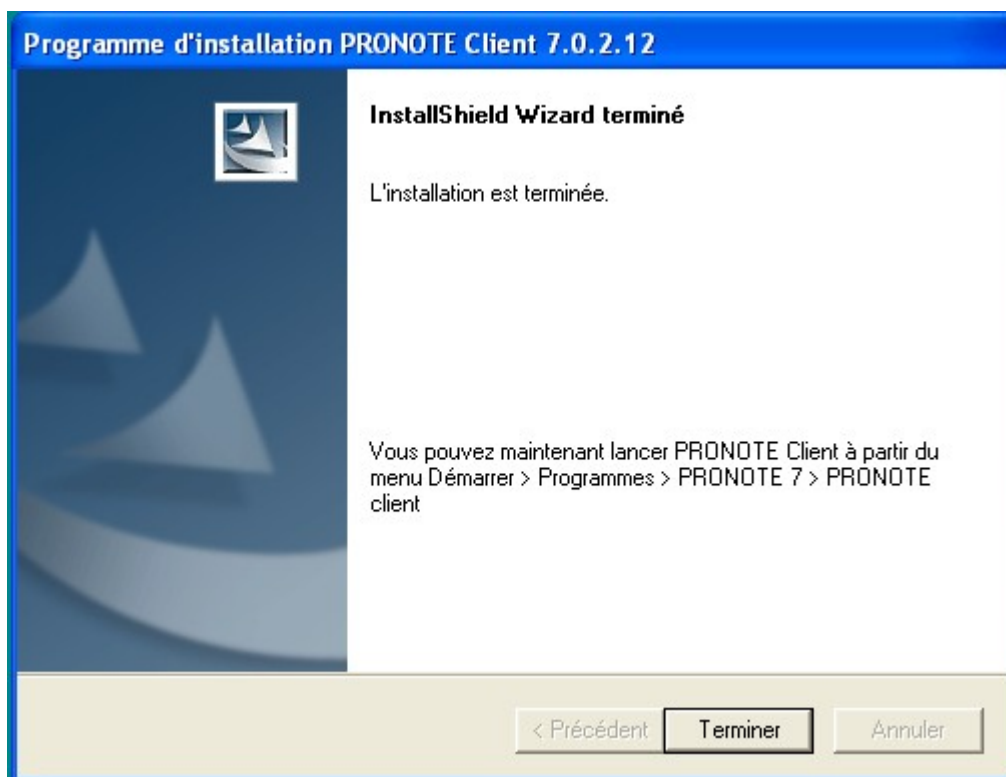 Programme d'installation PRONOTE Client 7.0.2.12
InstallShield Wizard terminé
L'installation est terminée.
Vous pouvez maintenant lancer PRONOTE Client à partir du
menu Démarrer > Programmes > PRONOTE 7 > PRONOTE
client
< Précédent Terminer Annuler